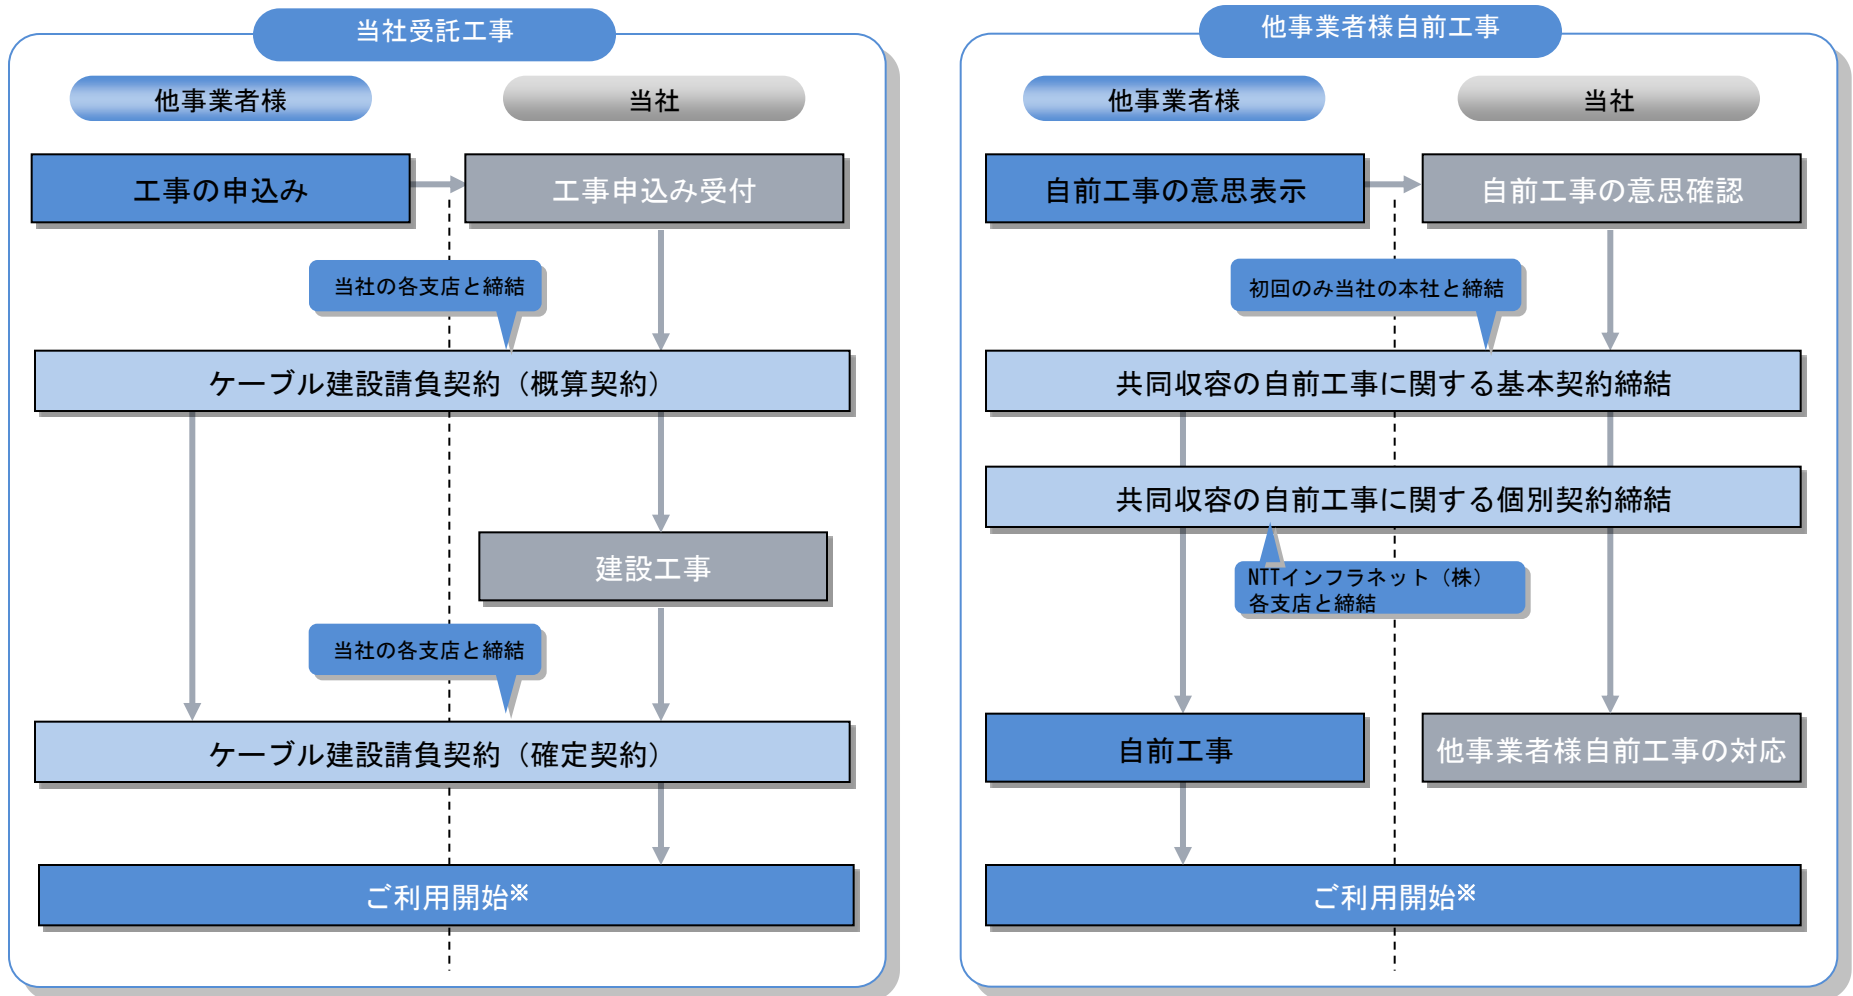 当社受託工事
他事業者様
当社
工事の申込み
工事申込み受付
当社の各支店と締結
ケーブル建設請負契約（概算契約）
建設工事
当社の各支店と締結
ケーブル建設請負契約（確定契約）
ご利用開始※
他事業者様自前工事
他事業者様
当社
自前工事の意思表示
自前工事の意思確認
初回のみ当社の本社と締結
共同収容の自前工事に関する基本契約締結
共同収容の自前工事に関する個別契約締結
NTTインフラネット（株）
各支店と締結
自前工事
他事業者様自前工事の対応
ご利用開始※